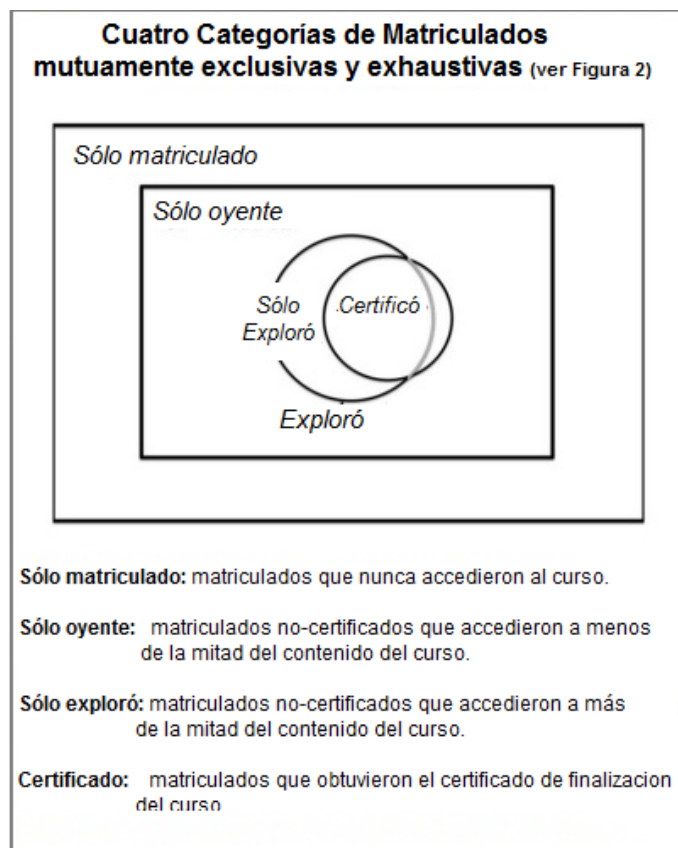 Cuatro Categorías de Matriculados
mutuamente exclusivas y exhaustivas (ver Figura 2)
Sólo matriculado
Sólo oyente
Sólo
Exploró
Certificó
Exploró
Sólo matriculado: matriculados que nunca accedieron al curso.
Sólo oyente: matriculados no-certificados que accedieron a menos
de la mitad del contenido del curso.
Sólo exploró: matriculados no-certificados que accedieron a más
de la mitad del contenido del curso.
Certificado: matriculados que obtuvieron el certificado de finalizacion
del curso